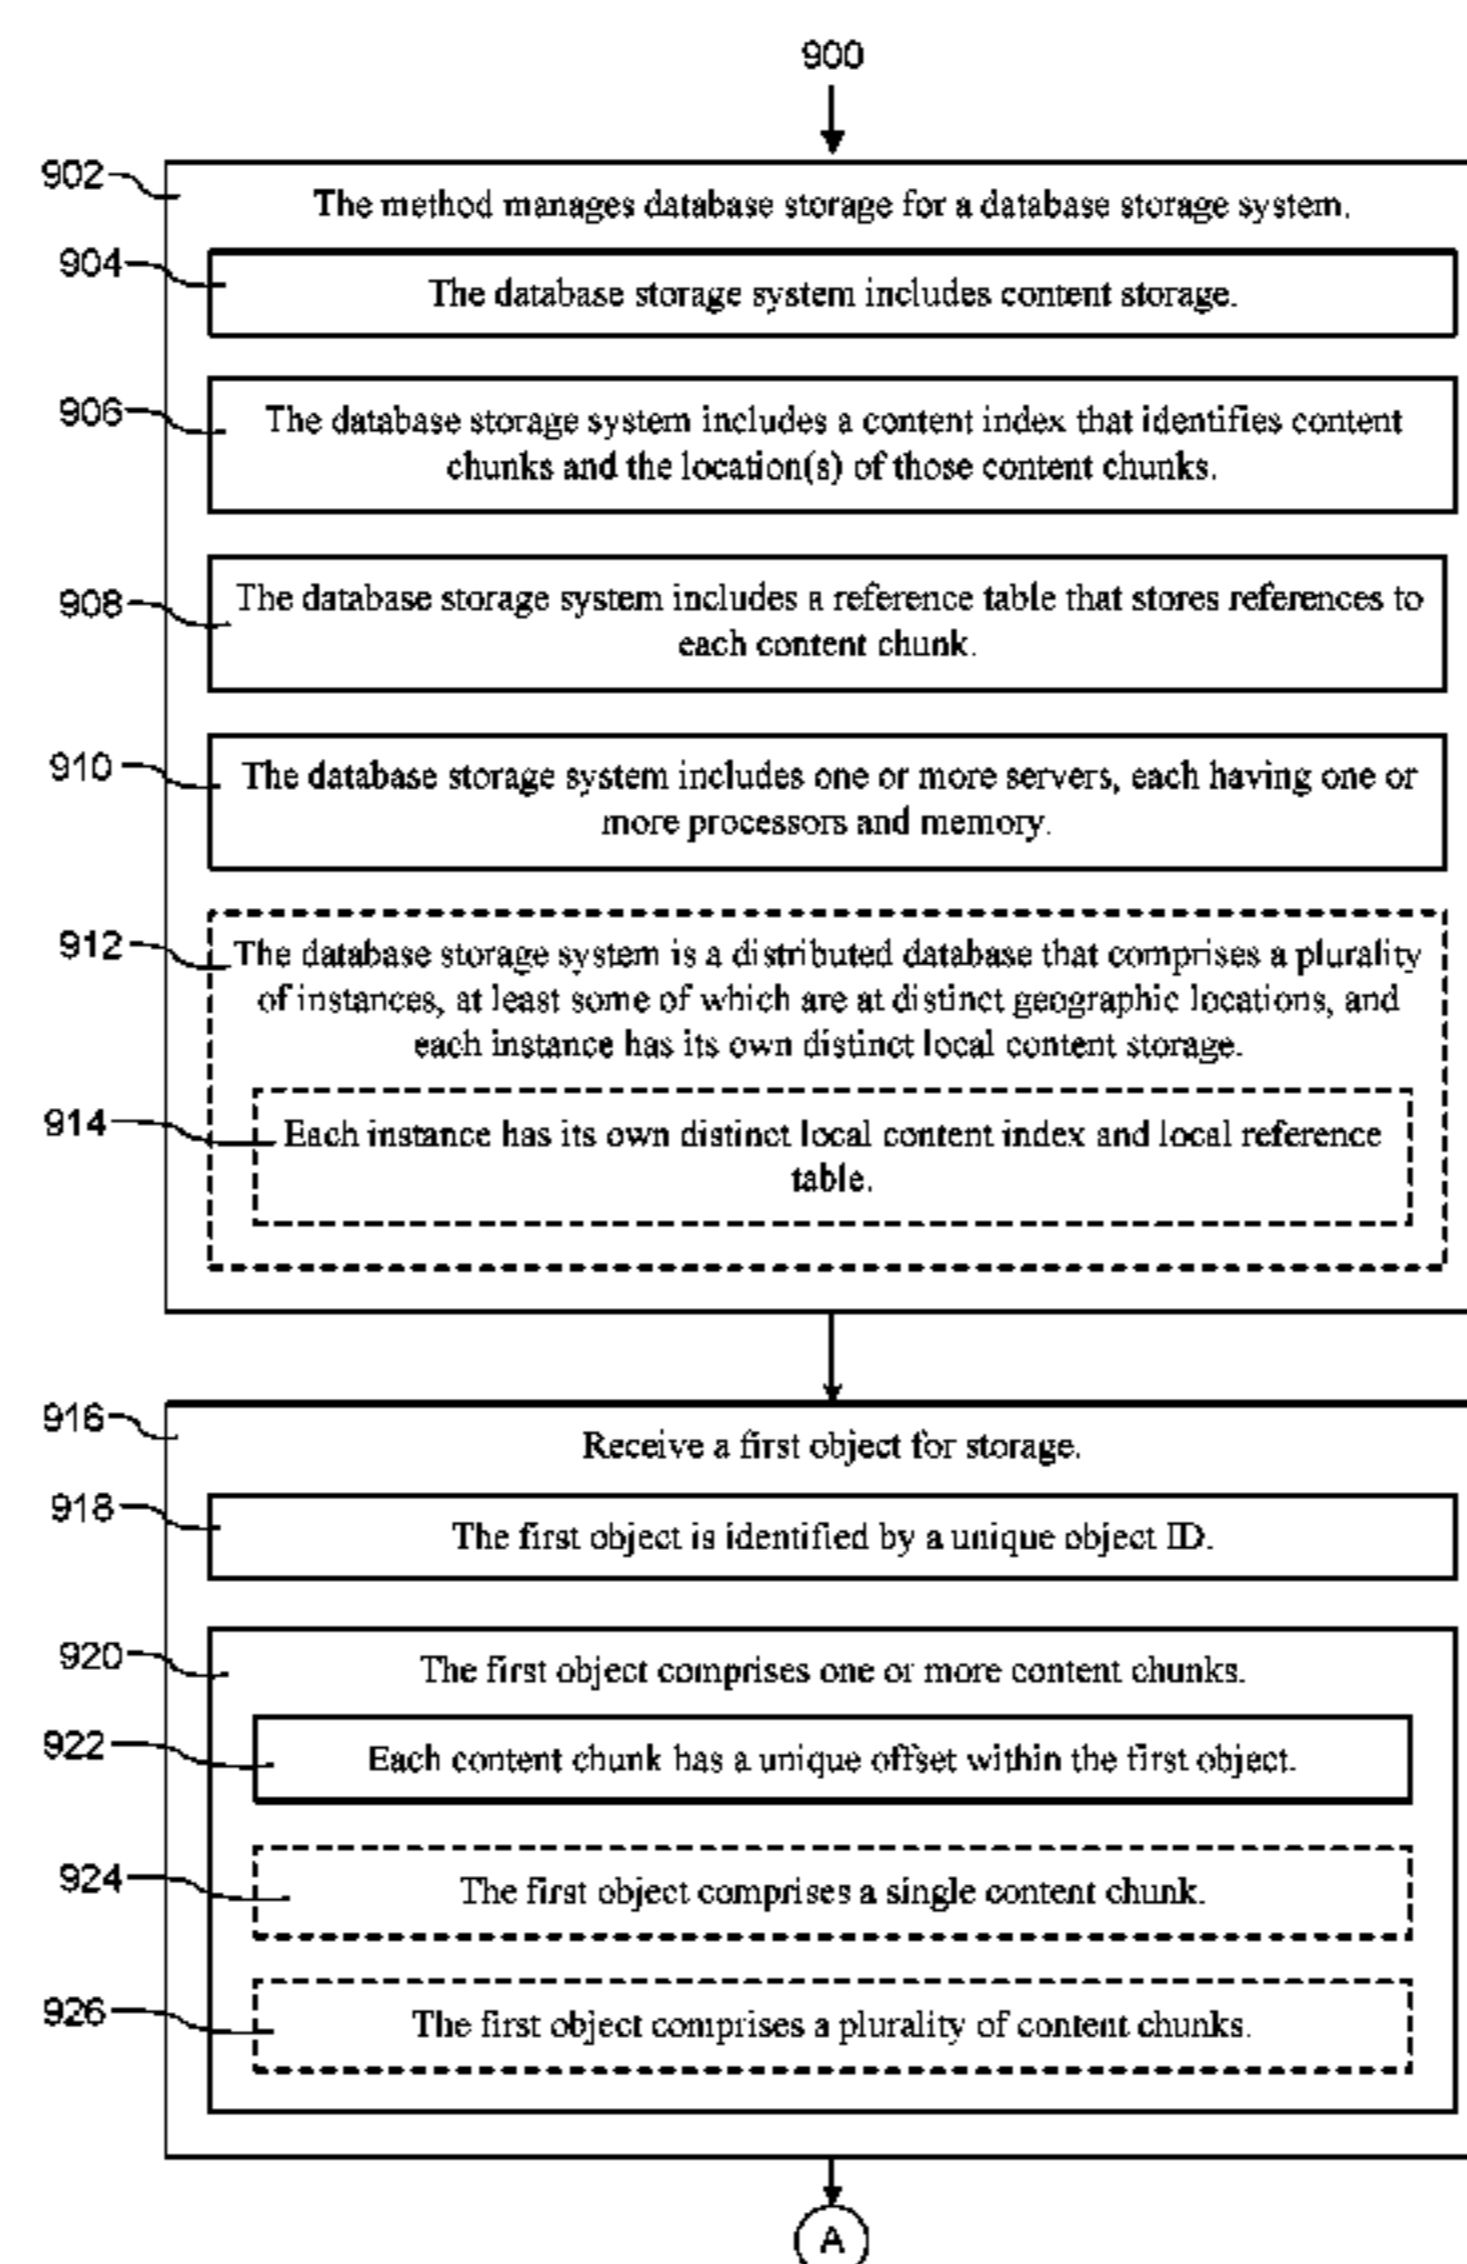 900
902
The method manages database storage for a database storage system.
904
The database storage system includes content storage.
906
The database storage system includes a content index that identifies content
chunks and the location(s) of those content chunks.
908
The database storage system includes a reference table that stores references to
each content chunk.
910
The database storage system includes one or more servers, each having one or
more processors and memory.
912
The database storage system is a distributed database that comprises a plurality
of instances, at least some of which are at distinct geographic locations, and
each instance has its own distinct local content storage.
914
Each instance has its own distinct local content index and local reference
table.
916
Receive a first object for storage.
918
The first object is identified by a unique object ID.
920
The first object comprises one or more content chunks.
922
Each content chunk has a unique offset within the first object.
924
The first object comprises a single content chunk.
926
The first object comprises a plurality of content chunks.
A